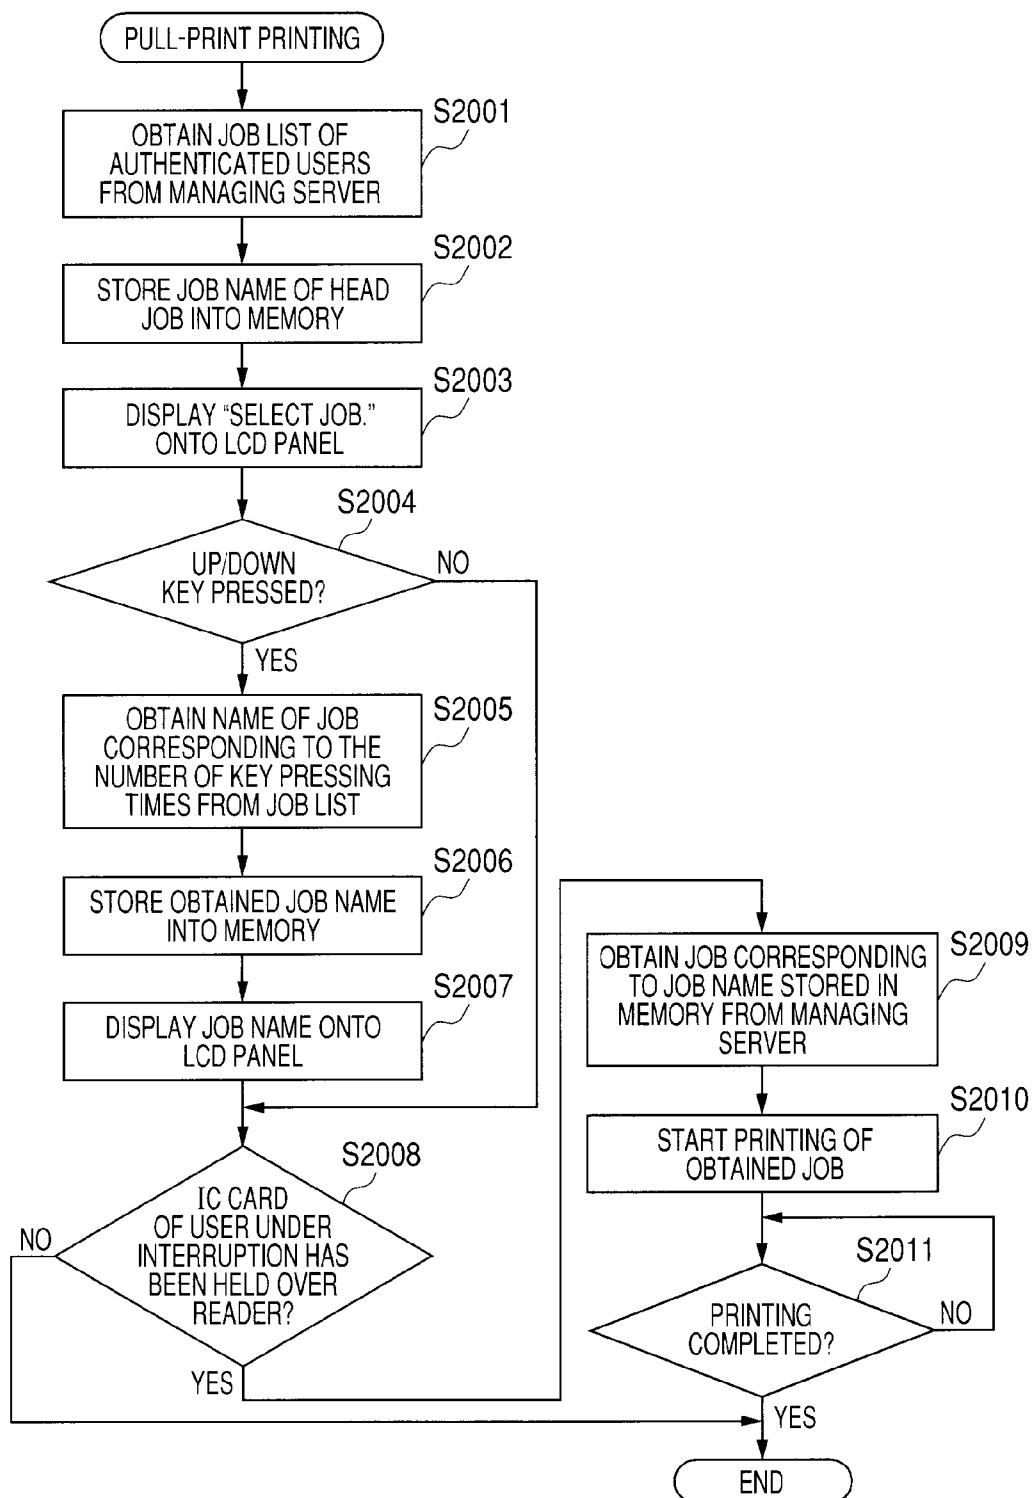 PULL-PRINT PRINTING
S2001
OBTAIN JOB LIST OF
AUTHENTICATED USERS
FROM MANAGING SERVER
S2002
STORE JOB NAME OF HEAD
JOB INTO MEMORY
S2003
DISPLAY “SELECT JOB.”
ONTO LCD PANEL
S2004
UP/DOWN
KEY PRESSED?
NO
YES
S2005
OBTAIN NAME OF JOB
CORRESPONDING TO THE
NUMBER OF KEY PRESSING
TIMES FROM JOB LIST
S2006
STORE OBTAINED JOB NAME
INTO MEMORY
S2007
DISPLAY JOB NAME ONTO
LCD PANEL
S2008
IC CARD
OF USER UNDER
INTERRUPTION HAS
BEEN HELD OVER
READER?
NO
YES
S2009
OBTAIN JOB CORRESPONDING
TO JOB NAME STORED IN
MEMORY FROM MANAGING
SERVER
S2010
START PRINTING OF
OBTAINED JOB
S2011
PRINTING
COMPLETED?
NO
YES
END